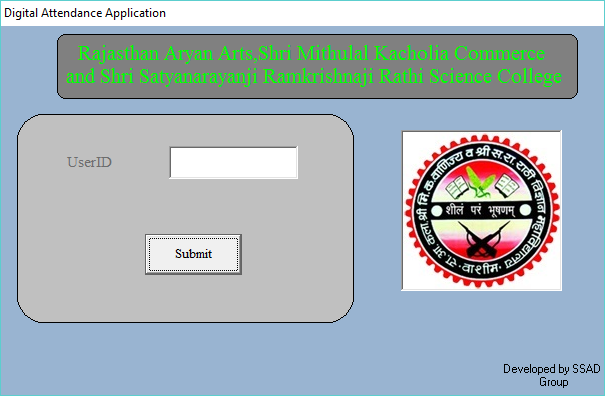 Digital Attendance Application
Rajasthan Aryan Arts,Shri Mithulal Kacholia Commerce
and Shri Satyanarayanji Ramkrishnaji Rathi Science College
UserID
Submit
शीलं परं भूषणम्
Developed by SSAD
Group